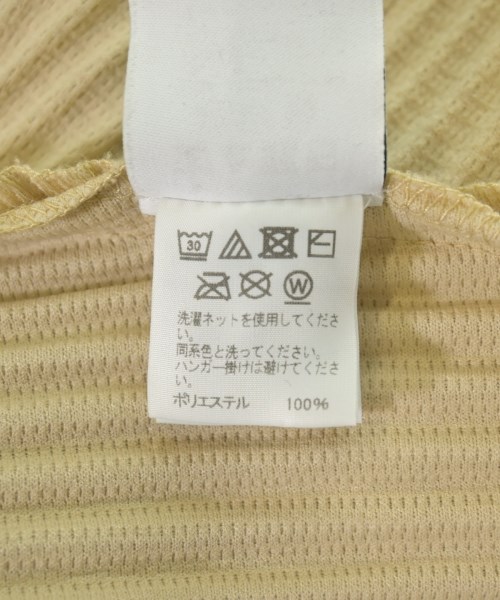 30
W
洗濯ネットを使用してくださ
い。
同系色と洗ってください。
ハンガー掛けは避けてくださ
い。
ポリエステル 100%